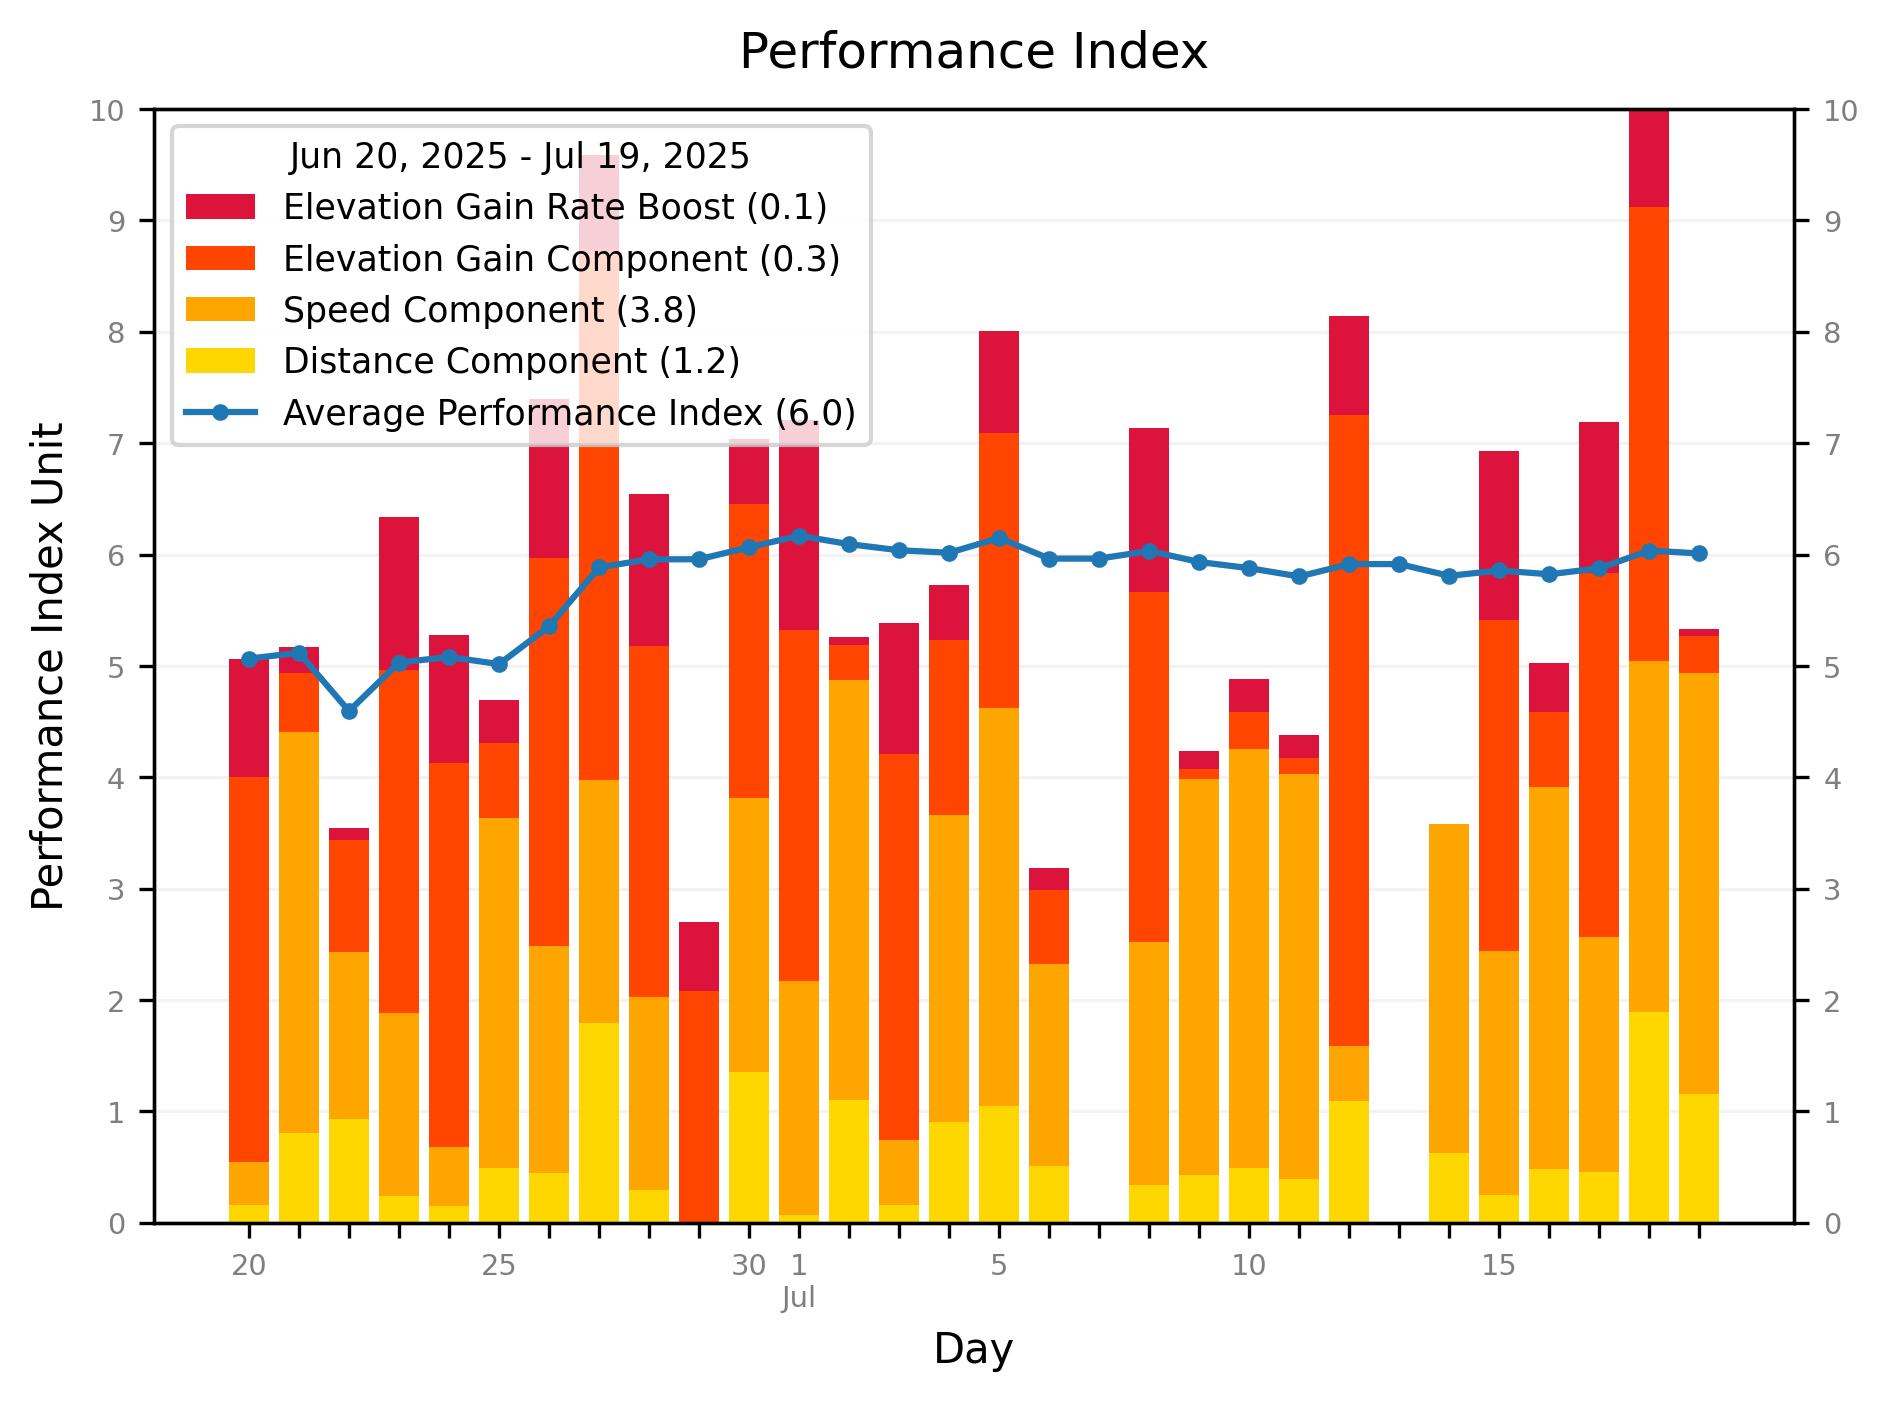 Performance Index
Jun 20, 2025 - Jul 19, 2025
Elevation Gain Rate Boost (0.1)
Elevation Gain Component (0.3)
Speed Component (3.8)
Distance Component (1.2)
Average Performance Index (6.0)
Performance Index Unit
10
9
8
7
6
5
4
3
2
1
0
10
9
8
7
6
5
4
3
2
1
0
20 25 30 1 5 10 15
Jul
Day